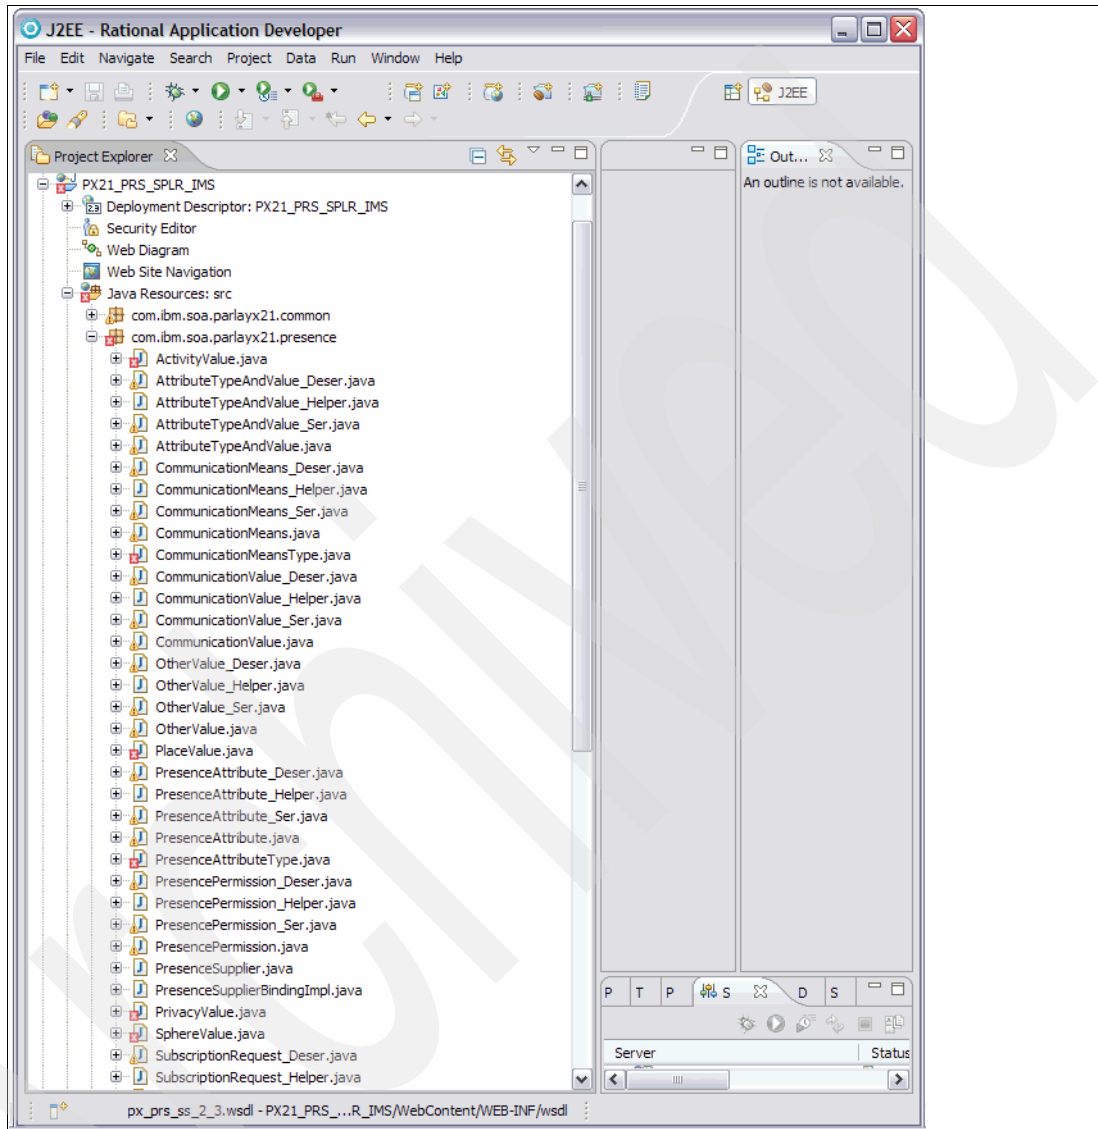 J2EE - Rational Application Developer
File Edit Navigate Search Project Data Run Window Help
J2EE
Project Explorer
Out...
PX21_PRS_SPLR_IMS
An outline is not available.
Deployment Descriptor: PX21_PRS_SPLR_IMS
Security Editor
Web Diagram
Web Site Navigation
Java Resources: src
com.ibm.soa.parlayx21.common
com.ibm.soa.parlayx21.presence
ActivityValue.java
AttributeTypeAndValue_Deser.java
AttributeTypeAndValue_Helper.java
AttributeTypeAndValue_Ser.java
AttributeTypeAndValue.java
CommunicationMeans_Deser.java
CommunicationMeans_Helper.java
CommunicationMeans_Ser.java
CommunicationMeans.java
CommunicationMeansType.java
CommunicationValue_Deser.java
CommunicationValue_Helper.java
CommunicationValue_Ser.java
CommunicationValue.java
OtherValue_Deser.java
OtherValue_Helper.java
OtherValue_Ser.java
OtherValue.java
PlaceValue.java
PresenceAttribute_Deser.java
PresenceAttribute_Helper.java
PresenceAttribute_Ser.java
PresenceAttribute.java
PresenceAttributeType.java
PresencePermission_Deser.java
PresencePermission_Helper.java
PresencePermission_Ser.java
PresencePermission.java
PresenceSupplier.java
PresenceSupplierBindingImpl.java
PrivacyValue.java
SphereValue.java
SubscriptionRequest_Deser.java
SubscriptionRequest_Helper.java
P T P S D S
Server Status
px_prs_ss_2_3.wsdl - PX21_PRS_...R_IMS/WebContent/WEB-INF/wsdl